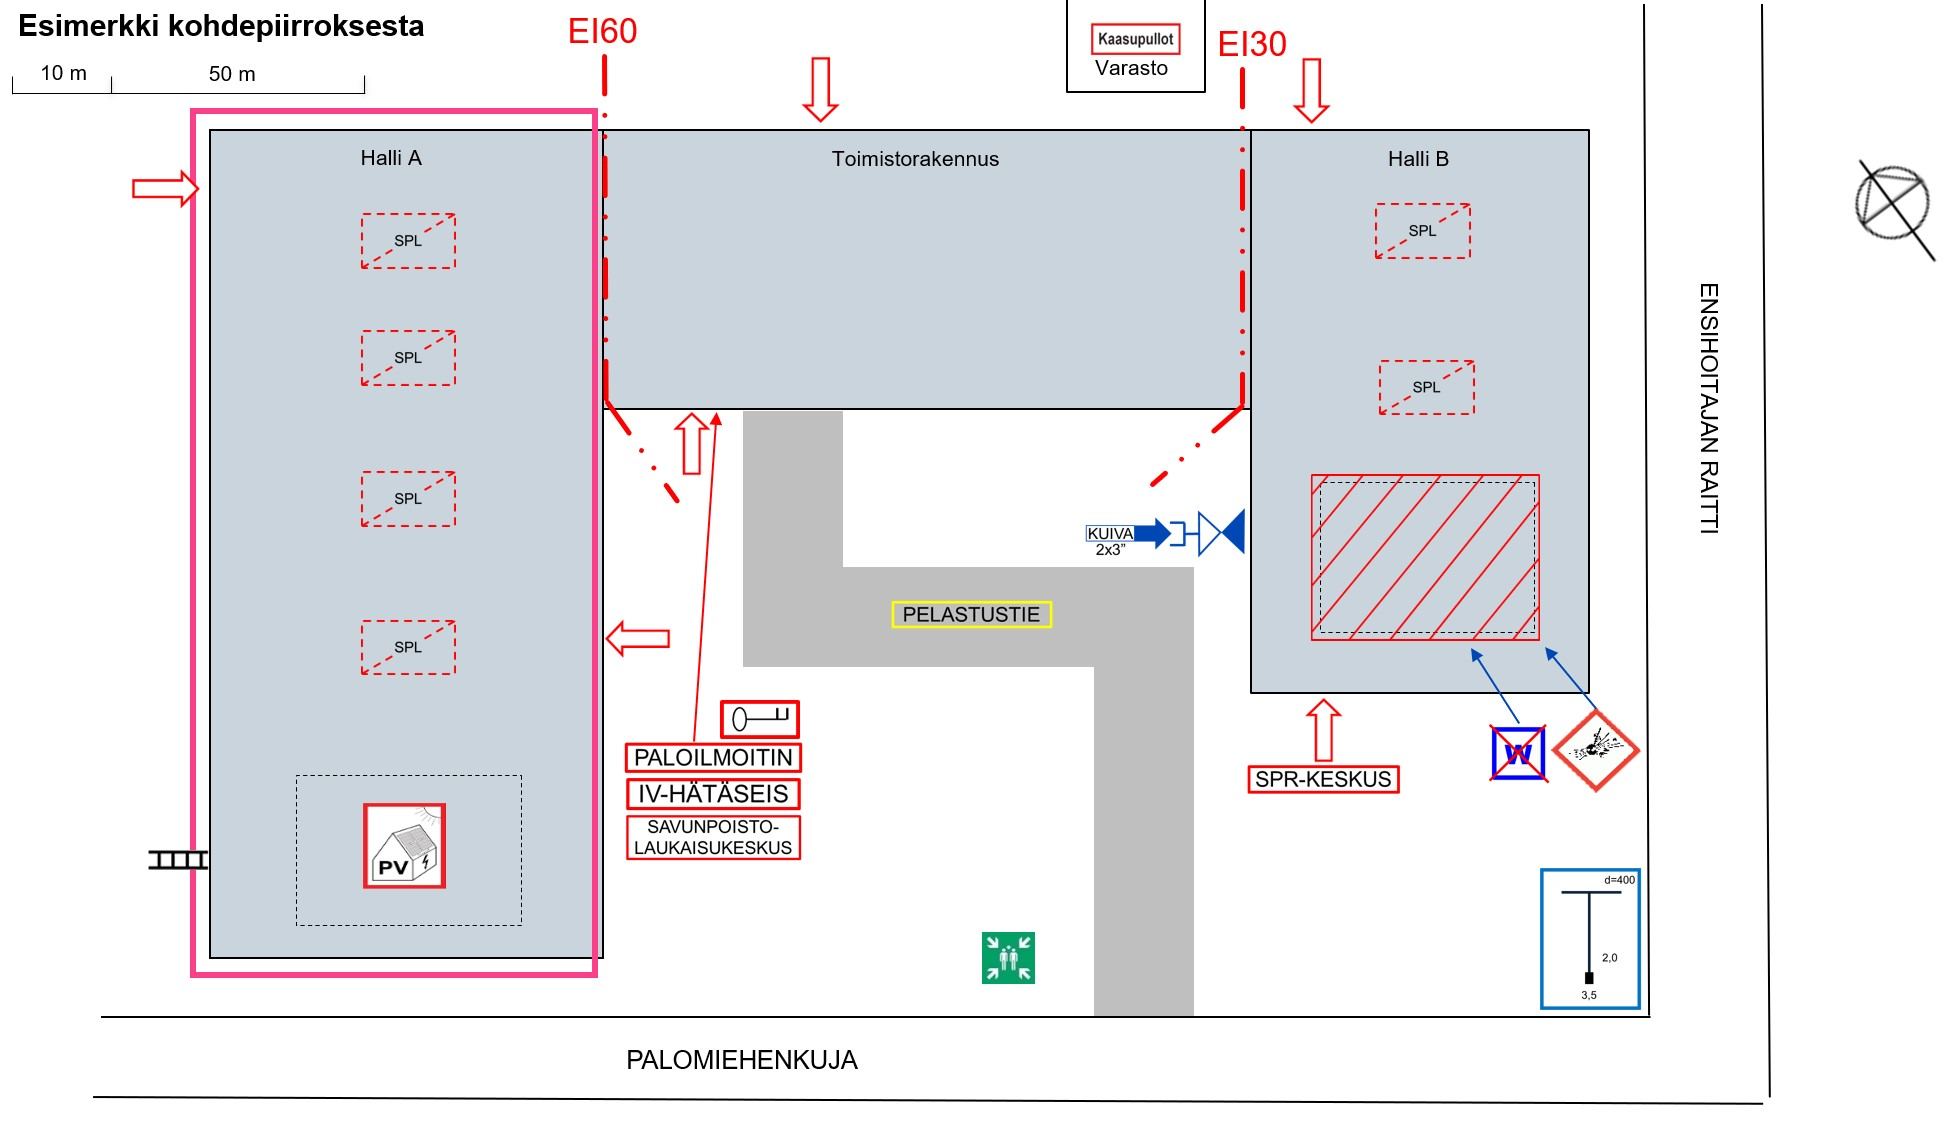 Esimerkki kohdepiirroksesta
10 m
50 m
EI60
Kaasupullot
Varasto
EI30
Halli A
Toimistorakennus
Halli B
SPL
SPL
SPL
SPL
SPL
SPL
ENSIHOITAJAN RAITTI
KUIVA
2x3”
PELASTUSTIE
PALOILMOITIN
IV-HÄTÄSEIS
SAVUNPOISTO-
LAUKAISUKESKUS
SPR-KESKUS
W
PV
d=400
2,0
3,5
PALOMIEHENKUJA